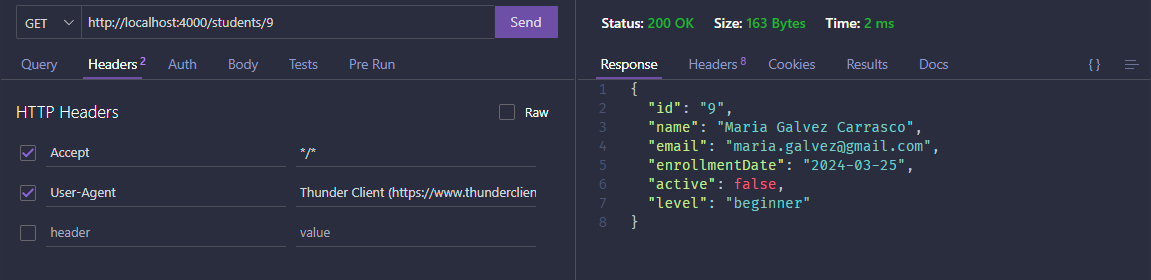 GET http://localhost:4000/students/9 Send
Query Headers 2 Auth Body Tests Pre Run
HTTP Headers Raw
Accept */*
User-Agent Thunder Client (https://www.thunderclien
header value
Status: 200 OK Size: 163 Bytes Time: 2 ms
Response Headers 8 Cookies Results Docs { }
1 {
2 "id": "9",
3 "name": "Maria Galvez Carrasco",
4 "email": "maria.galvez@gmail.com",
5 "enrollmentDate": "2024-03-25",
6 "active": false,
7 "level": "beginner"
8 }